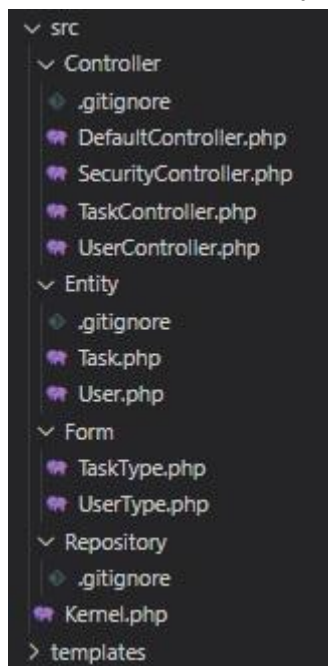 src
Controller
.gitignore
DefaultController.php
SecurityController.php
TaskController.php
UserController.php
Entity
.gitignore
Task.php
User.php
Form
TaskType.php
UserType.php
Repository
.gitignore
Kernel.php
templates